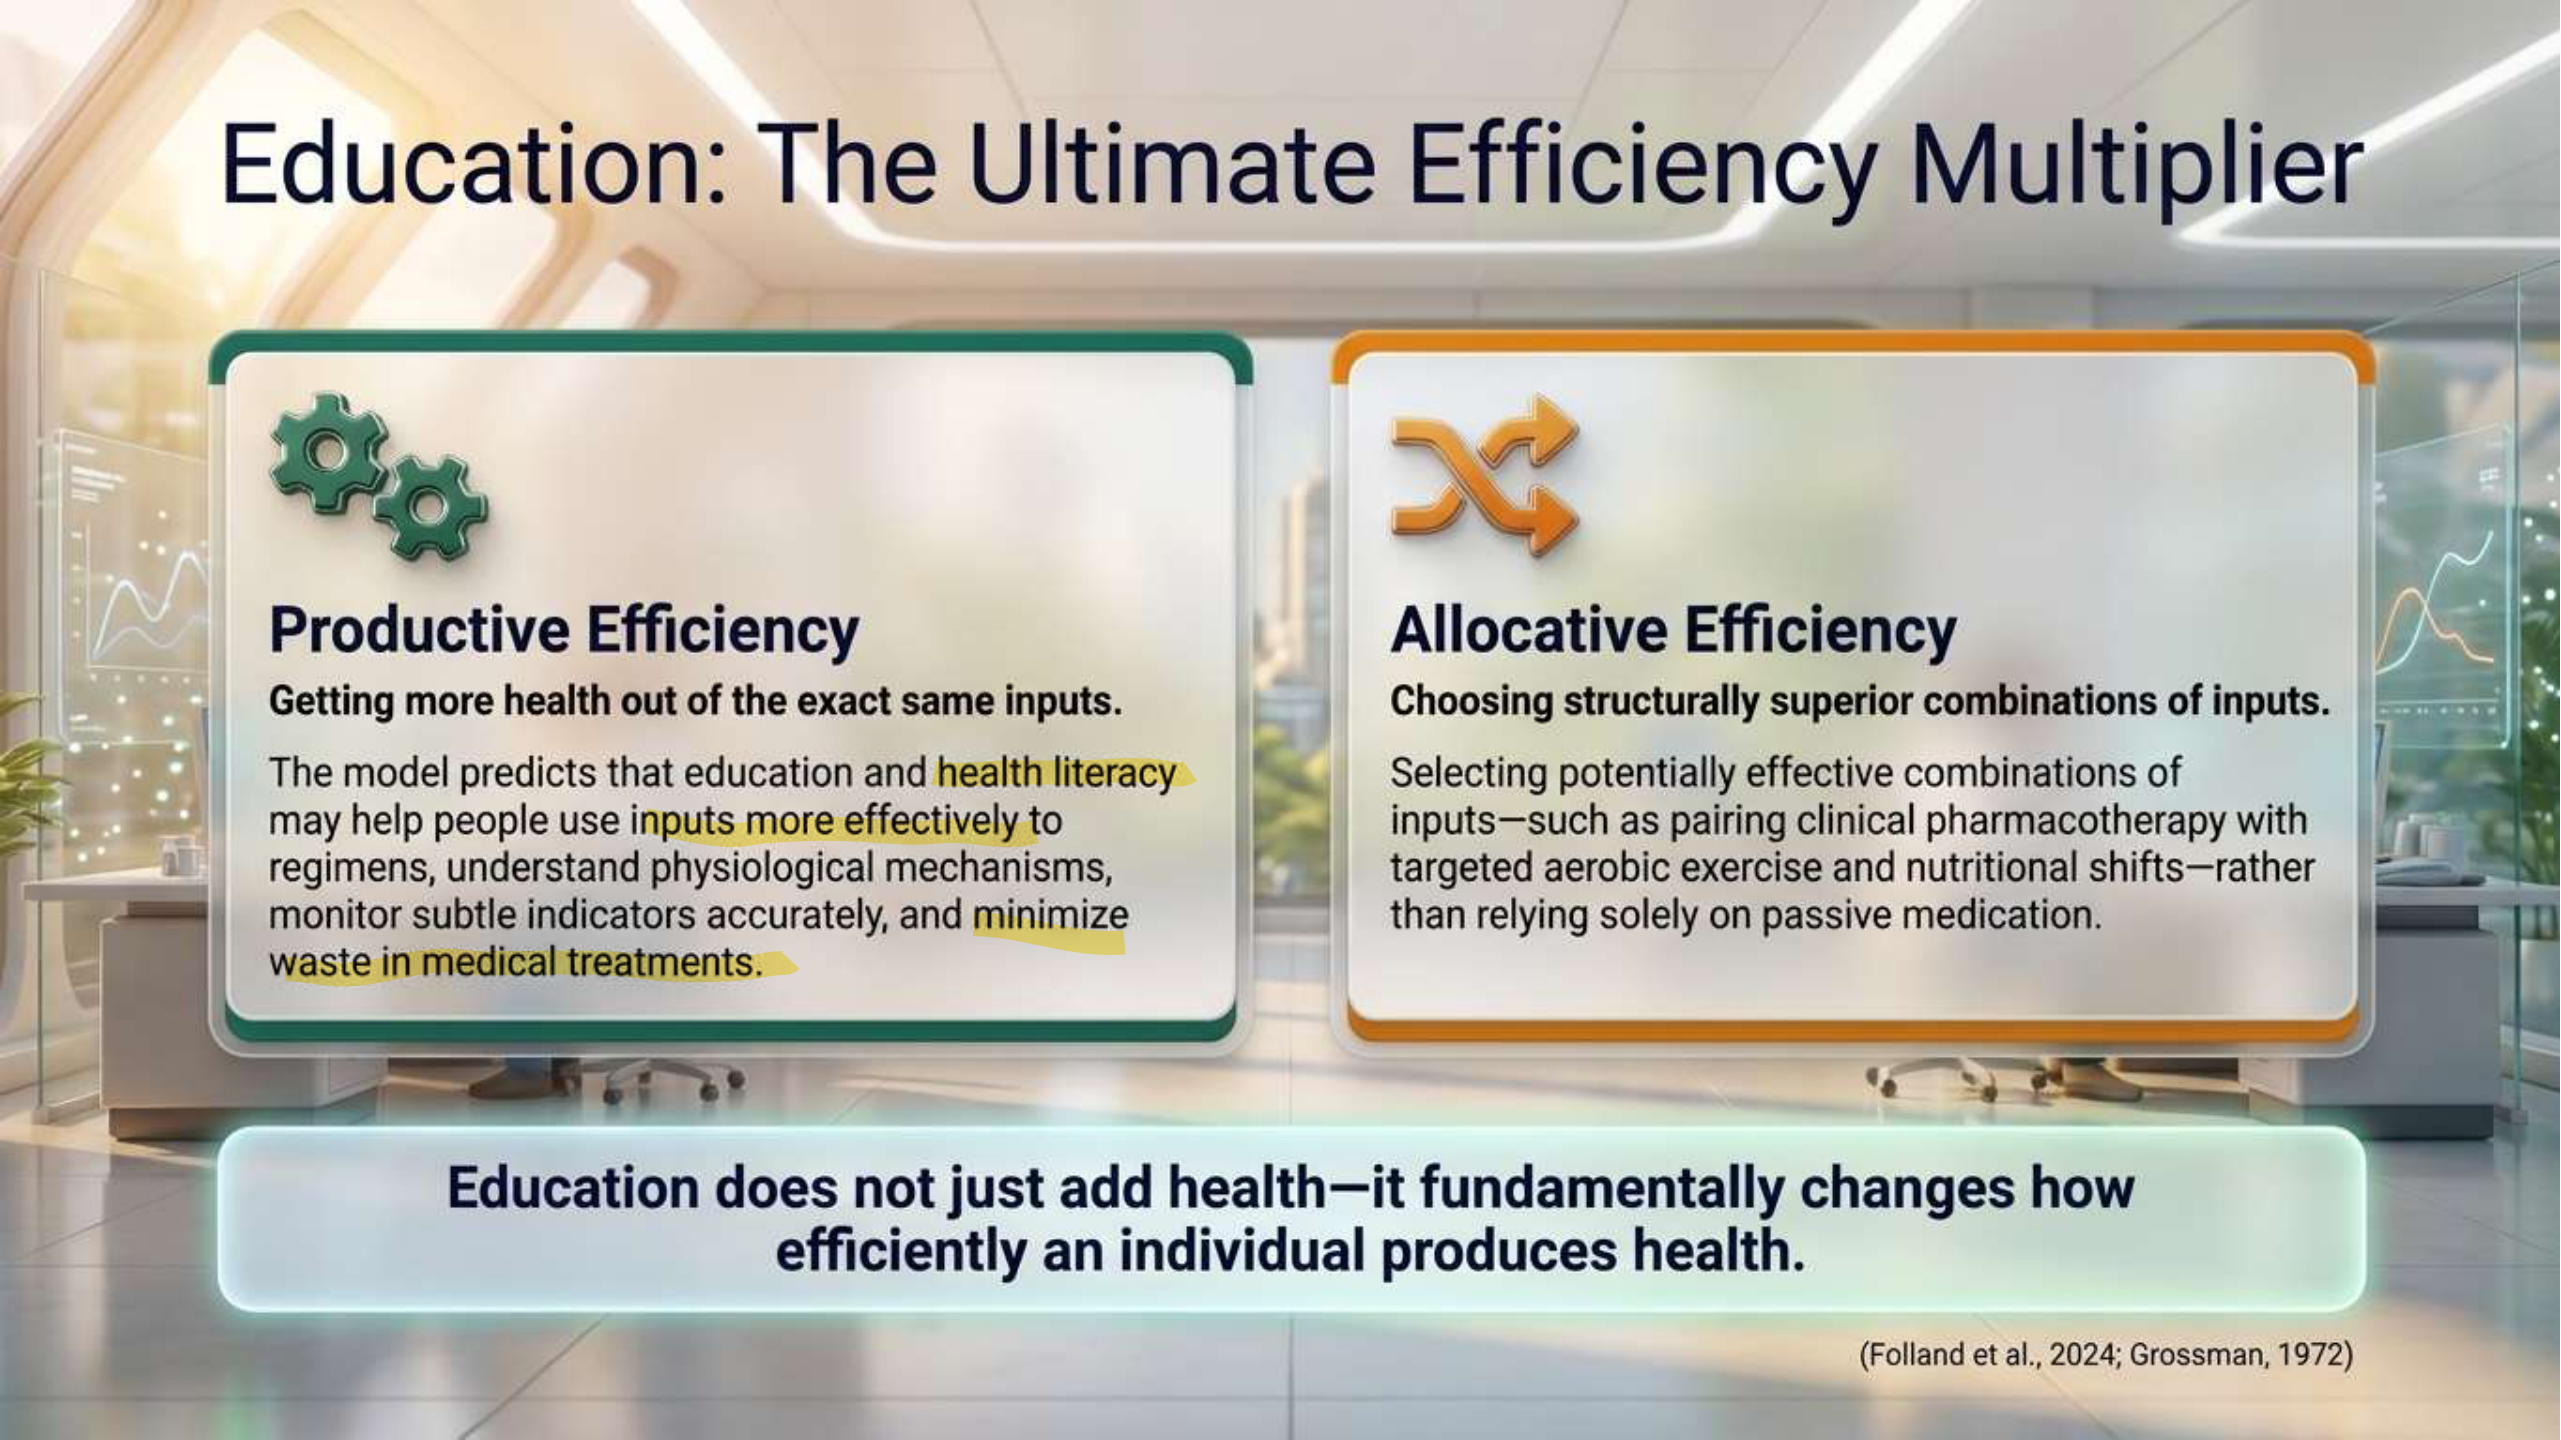 Education: The Ultimate Efficiency Multiplier
Productive Efficiency
Getting more health out of the exact same inputs.
The model predicts that education and health literacy
may help people use inputs more effectively to
regimens, understand physiological mechanisms,
monitor subtle indicators accurately, and minimize
waste in medical treatments.
Allocative Efficiency
Choosing structurally superior combinations of inputs.
Selecting potentially effective combinations of
inputs—such as pairing clinical pharmacotherapy with
targeted aerobic exercise and nutritional shifts—rather
than relying solely on passive medication.
Education does not just add health—it fundamentally changes how
efficiently an individual produces health.
(Folland et al., 2024; Grossman, 1972)